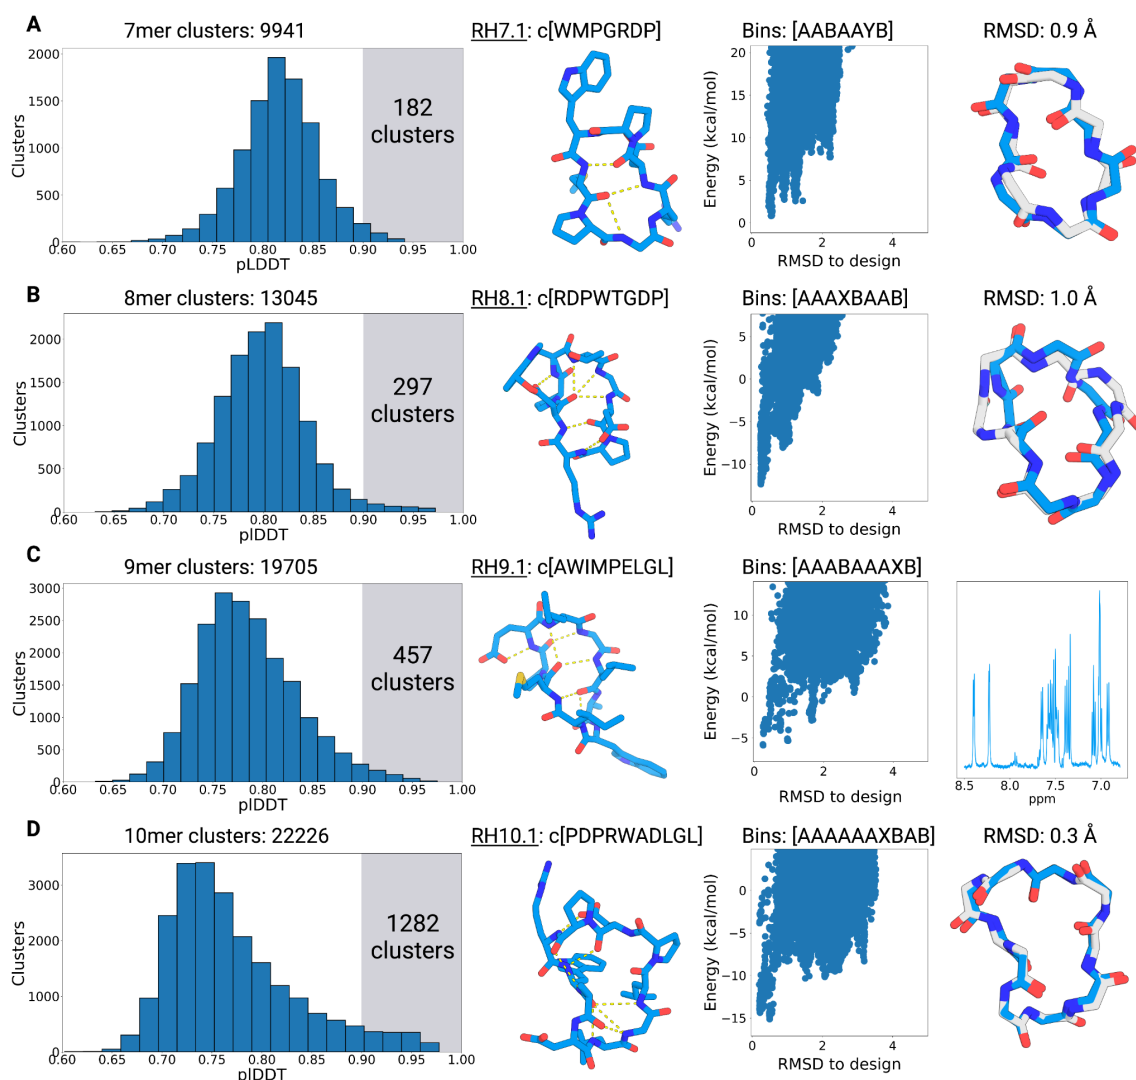 A
7mer clusters: 9941
RH7.1: c[WMPGRDP]
Bins: [AABAAYB]
RMSD: 0.9 Å
Clusters
2000
1500
1000
500
0
182
clusters
0.60 0.65 0.70 0.75 0.80 0.85 0.90 0.95 1.00
pLDDT
Energy (kcal/mol)
20
15
10
5
0
0 2 4
RMSD to design
B
8mer clusters: 13045
RH8.1: c[RDPWTGDP]
Bins: [AAAXBAAB]
RMSD: 1.0 Å
Clusters
2000
1500
1000
500
0
297
clusters
0.60 0.65 0.70 0.75 0.80 0.85 0.90 0.95 1.00
plDDT
Energy (kcal/mol)
5
0
−5
−10
0 2 4
RMSD to design
C
9mer clusters: 19705
RH9.1: c[AWIMPELGL]
Bins: [AAABAAAXB]
Clusters
3000
2500
2000
1500
1000
500
0
457
clusters
0.60 0.65 0.70 0.75 0.80 0.85 0.90 0.95 1.00
plDDT
Energy (kcal/mol)
10
5
0
−5
0 2 4
RMSD to design
8.5 8.0 7.5 7.0
ppm
D
10mer clusters: 22226
RH10.1: c[PDPRWADLGL]
Bins: [AAAAAAXBAB]
RMSD: 0.3 Å
Clusters
3000
2000
1000
0
1282
clusters
0.60 0.65 0.70 0.75 0.80 0.85 0.90 0.95 1.00
plDDT
Energy (kcal/mol)
0
−5
−10
−15
0 2 4
RMSD to design